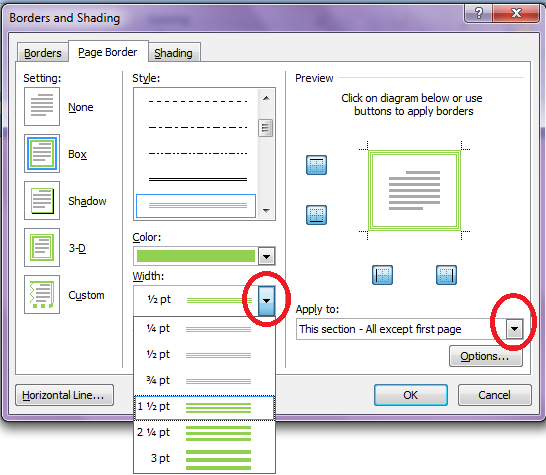 Borders and Shading
?
Borders Page Border Shading
Setting:
None
Box
Shadow
3-D
Custom
Style:
Color:
Width:
½ pt
¼ pt
½ pt
¾ pt
1 ½ pt
2 ¼ pt
3 pt
Preview
Click on diagram below or use
buttons to apply borders
Apply to:
This section - All except first page
Options...
Horizontal Line...
OK
Cancel